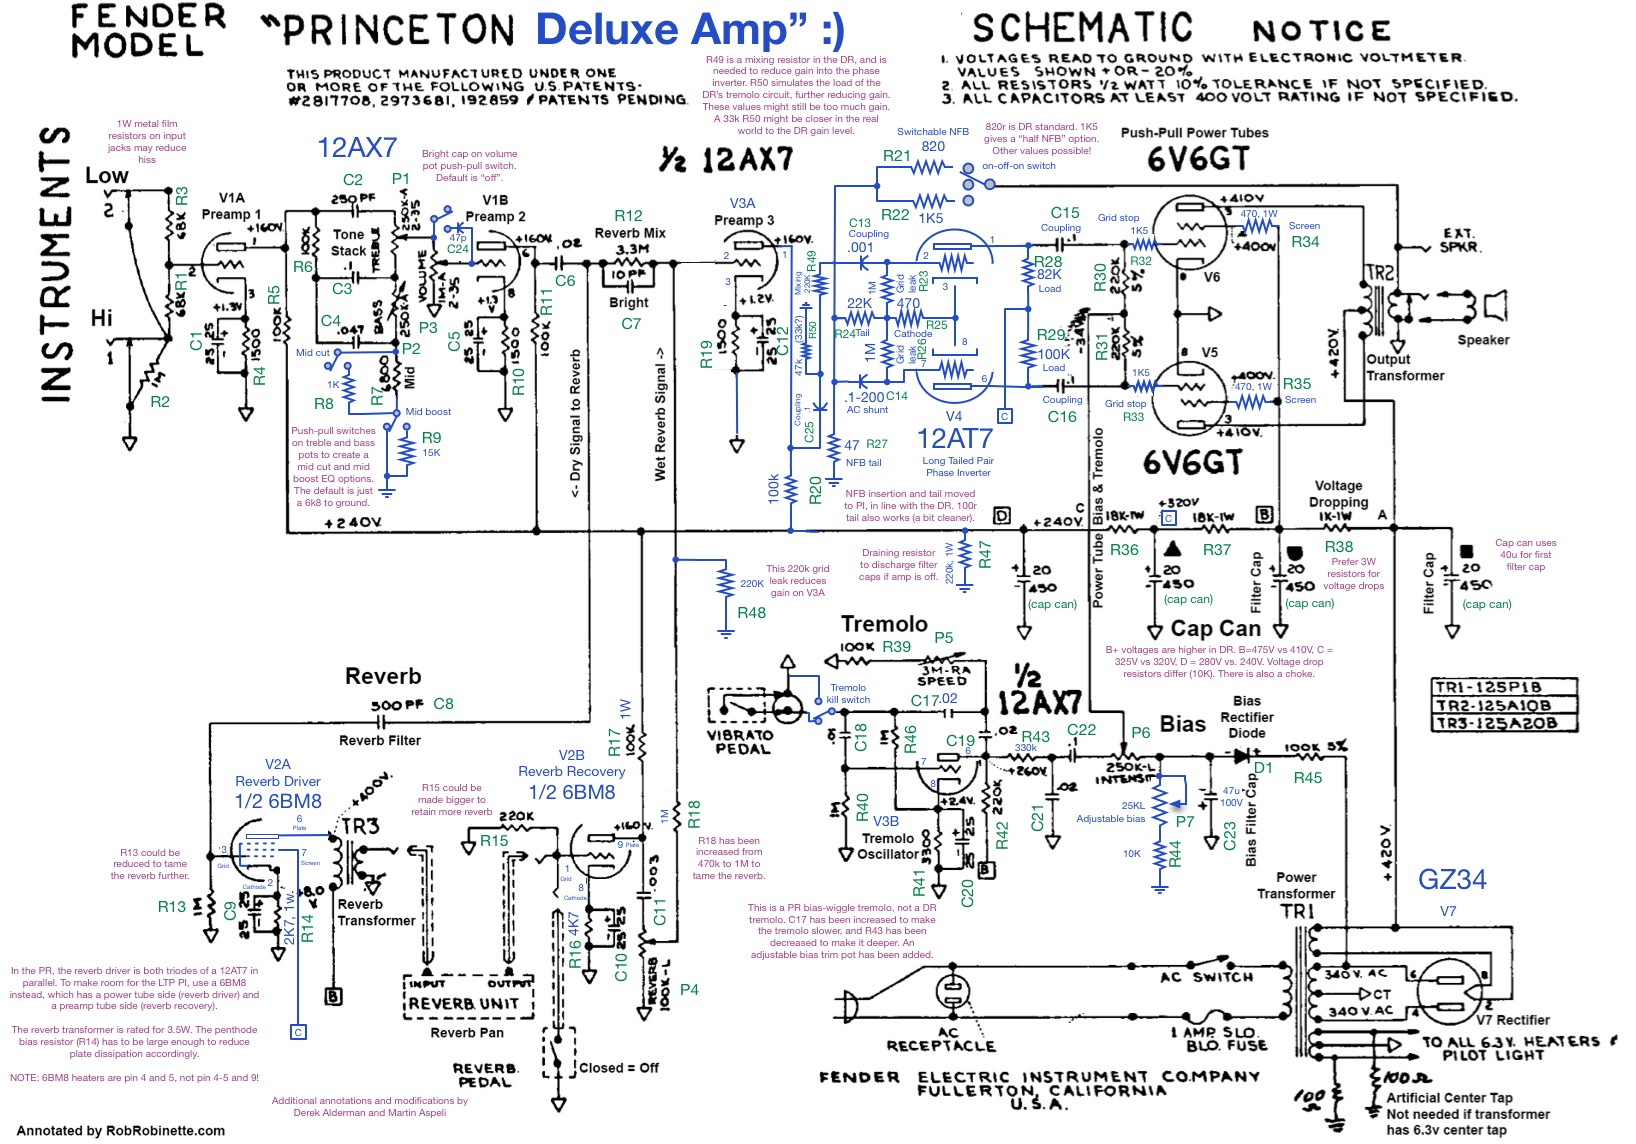 FENDER
MODEL
"PRINCETON Deluxe Amp" :)
SCHEMATIC
NOTICE
THIS PRODUCT MANUFACTURED UNDER ONE
OR MORE OF THE FOLLOWING U.S. PATENTS-
#2817708, 2973681, 192859 & PATENTS PENDING.
R49 is a mixing resistor in the DR, and is
needed to reduce gain into the phase
inverter. R50 simulates the load of the
DR's tremolo circuit, further reducing gain.
These values might still be too much gain.
A 33k R50 might be closer in the real
world to the DR gain level.
1. VOLTAGES READ TO GROUND WITH ELECTRONIC VOLTMETER.
VALUES SHOWN + OR - 20%
2. ALL RESISTORS 1/2 WATT 10% TOLERANCE IF NOT SPECIFIED.
3. ALL CAPACITORS AT LEAST 400 VOLT RATING IF NOT SPECIFIED.
INSTRUMENTS
1W metal film
resistors on input
jacks may reduce
hiss
Low
2
Hi
1
R3
68K
R1
68K
1M
R2
V1A
Preamp 1
+160V.
1
2
3
+1.3V
C1
25 25
1500
R4
12AX7
C2
250 PF
P1
250K-A
2-35
TREBLE
Tone
Stack
100K
R6
.1
C3
C4
.047
BASS
250K-A
P2
R5
100K
Mid cut
1K
R8
R7
6800
Mid
Mid boost
R9
15K
Push-pull switches
on treble and bass
pots to create a
mid cut and mid
boost EQ options.
The default is just
a 6k8 to ground.
Bright cap on volume
pot push-pull switch.
Default is "off".
47p
C24
VOLUME
1M-A
2-35
P3
V1B
Preamp 2
+160V
6
7
8
+1.3
C5
25 25
1500
R10
R11
100K
.02
C6
R12
Reverb Mix
3.3M
10 PF
Bright
C7
<- Dry Signal to Reverb
Wet Reverb Signal ->
1/2 12AX7
V3A
Preamp 3
+160V.
1
2
3
+1.2V.
R19
1500
25 25
C12
Mixing
220K
R49
47k (33k?)
R50
Coupling
.1
C25
100k
R20
Switchable NFB
R21
820
R22
1K5
on-off-on switch
820r is DR standard. 1K5
gives a "half NFB" option.
Other values possible!
C13
Coupling
.001
1M
Grid
leak
R23
22K
R24
Tail
470
R25
Cathode
1M
Grid
leak
R26
.1-200
C14
AC shunt
47
R27
NFB tail
NFB insertion and tail moved
to PI, in line with the DR. 100r
tail also works (a bit cleaner).
1
2
3
8
7
6
V4
12AT7
Long Tailed Pair
Phase Inverter
C
C15
Coupling
.1
R28
82K
Load
R29
100K
Load
.1
Coupling
C16
R30
220K
5%
R31
220K
5%
-34V
Grid stop
1K5
R32
1K5
Grid stop
R33
Push-Pull Power Tubes
6V6GT
+410V
3
470, 1W
Screen
R34
+400V
V6
8
V5
8
+400V.
470, 1W
R35
Screen
3
+410V.
6V6GT
TR2
+420V.
Output
Transformer
EXT.
SPKR.
Speaker
+240V.
D
+240V.
C
Power Tube Bias & Tremolo
18K-1W
R36
+320V
C
18K-1W
R37
B
Voltage
Dropping
1K-1W
R38
Prefer 3W
resistors for
voltage drops
A
Draining resistor
to discharge filter
caps if amp is off.
220k, 1W
R47
20
450
(cap can)
20
450
(cap can)
Filter Cap
20
450
(cap can)
Filter Cap
20
450
(cap can)
Cap can uses
40u for first
filter cap
Cap Can
B+ voltages are higher in DR. B=475V vs 410V, C =
325V vs 320V, D = 280V vs. 240V. Voltage drop
resistors differ (10K). There is also a choke.
220K
R48
This 220k grid
leak reduces
gain on V3A
TR1-125P1B
TR2-125A10B
TR3-125A20B
Tremolo
100K R39
P5
3M-RA
SPEED
1/2
12AX7
VIBRATO
PEDAL
Tremolo
kill switch
C17 .02
C18
1M
R46
C19
.02
1M
R40
7
6
8
+260V
+2.4V.
V3B
Tremolo
Oscillator
3300
R41
25
25
C20
220K
R42
B
R43
330k
C22
.1
.02
C21
P6
250K-L
INTENSITY
Bias
Bias
Rectifier
Diode
D1
100K 5%
R45
25KL
Adjustable bias
P7
10K
R44
47u
100V
C23
Bias Filter Cap
This is a PR bias-wiggle tremolo, not a DR
tremolo. C17 has been increased to make
the tremolo slower, and R43 has been
decreased to make it deeper. An
adjustable bias trim pot has been added.
Reverb
500 PF C8
Reverb Filter
V2A
Reverb Driver
1/2 6BM8
+400V.
6
Plate
3
Grid
7
Screen
Cathode 2
TR3
+8.0
V.
R13 could be
reduced to tame
the reverb further.
R13
1M
C9
25 25
2K7, 1w
R14
Reverb
Transformer
B
C
R15 could be
made bigger to
retain more reverb
220K
R15
V2B
Reverb Recovery
1/2 6BM8
+160V.
9 Plate
1
Grid
8
Cathode
R16 4K7
C10 25 25
R17
100K
1W
.003
C11
REVERB
100K-L
P4
1M
R18
R18 has been
increased from
470k to 1M to
tame the reverb.
INPUT
OUTPUT
REVERB UNIT
Reverb Pan
REVERB.
PEDAL
Closed = Off
In the PR, the reverb driver is both triodes of a 12AT7 in
parallel. To make room for the LTP PI, use a 6BM8
instead, which has a power tube side (reverb driver) and
a preamp tube side (reverb recovery).
The reverb transformer is rated for 3.5W. The penthode
bias resistor (R14) has to be large enough to reduce
plate dissipation accordingly.
NOTE: 6BM8 heaters are pin 4 and 5, not pin 4-5 and 9!
Additional annotations and modifications by
Derek Alderman and Martin Aspeli
Annotated by RobRobinette.com
AC
RECEPTACLE
AC SWITCH
1 AMP SLO.
BLO. FUSE
Power
Transformer
TR1
340 V. AC
CT
340 V. AC
+420V.
GZ34
V7
6
8
4
2
V7 Rectifier
TO ALL 6.3 V. HEATERS &
PILOT LIGHT
100
Ω
100Ω
Artificial Center Tap
Not needed if transformer
has 6.3v center tap
FENDER ELECTRIC INSTRUMENT COMPANY
FULLERTON, CALIFORNIA
U.S.A.